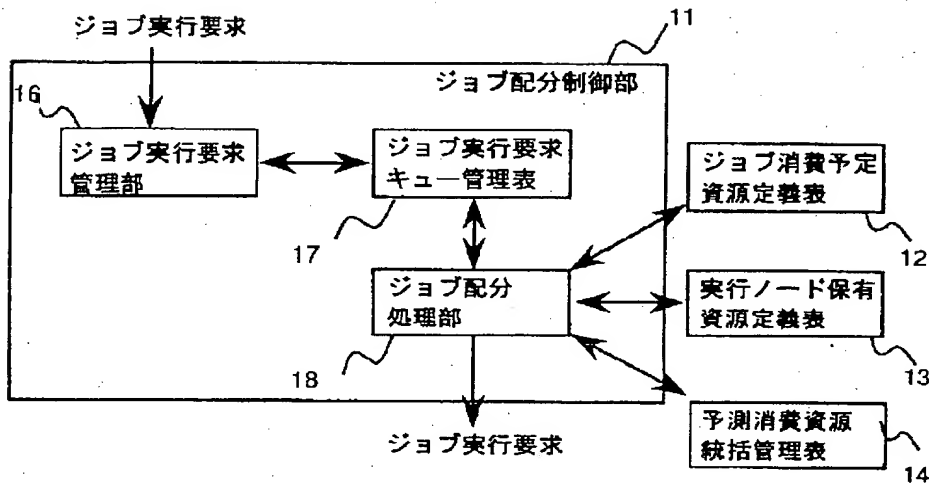 ジョブ実行要求
11
ジョブ配分制御部
16
ジョブ実行要求
管理部
ジョブ実行要求
キュー管理表
17
ジョブ消費予定
資源定義表
12
ジョブ配分
処理部
18
実行ノード保有
資源定義表
13
ジョブ実行要求
予測消費資源
統括管理表
14